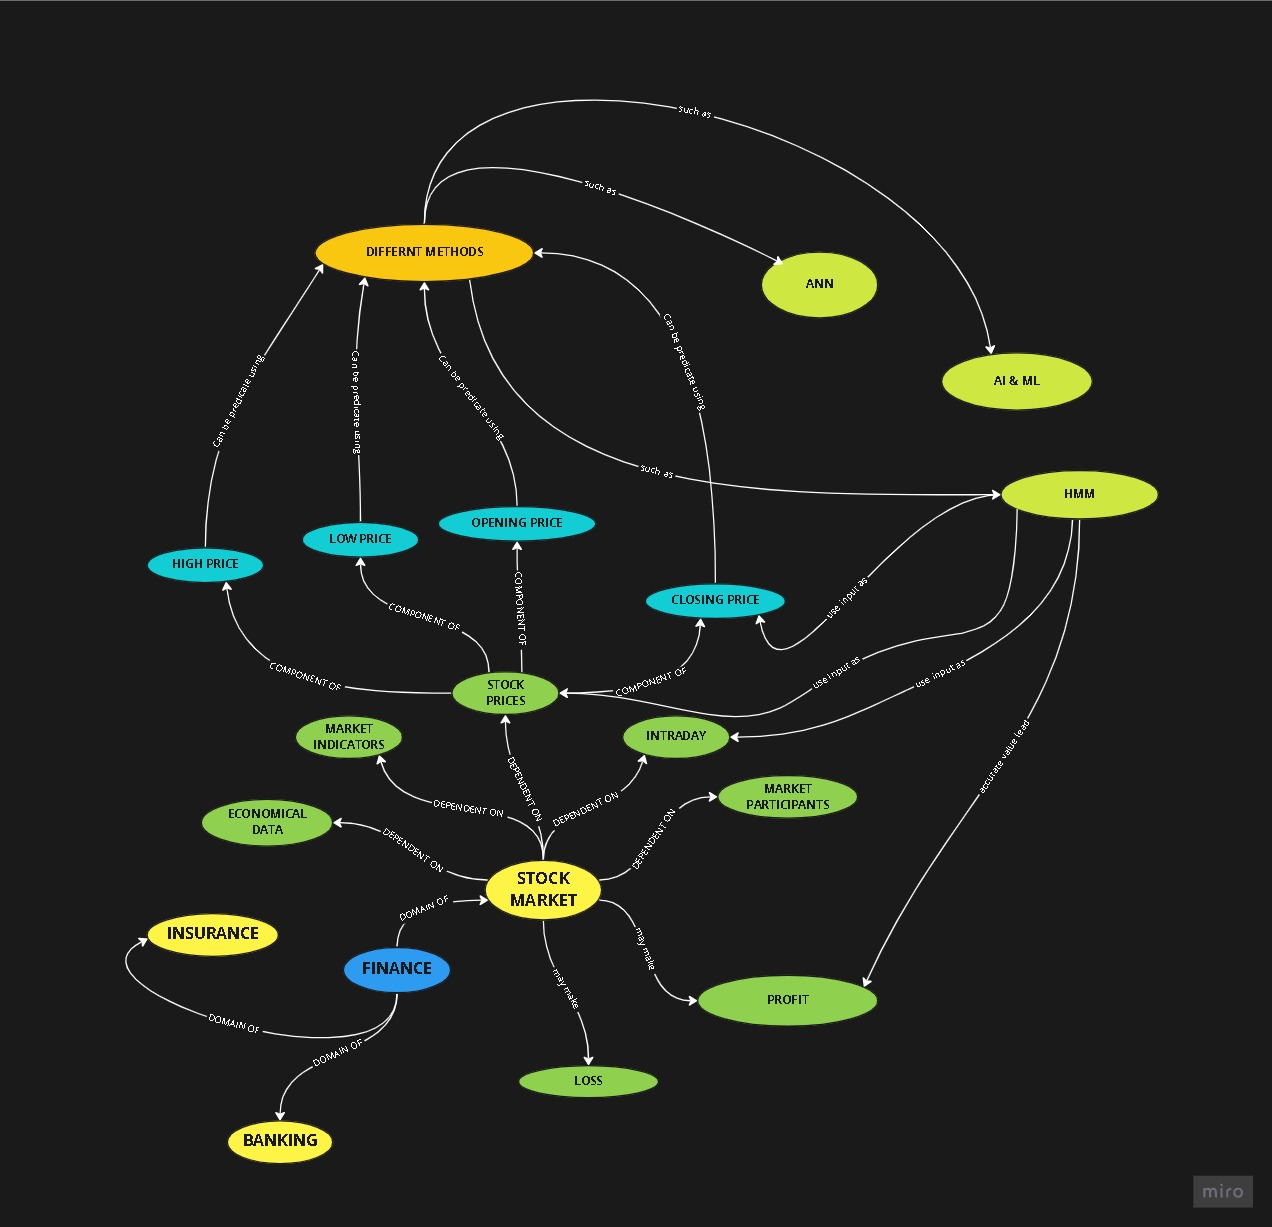 such as
such as
DIFFERNT METHODS
ANN
Can be predicate using
Can be predicate using
Can be predicate using
Can be predicate using
AI & ML
such as
HMM
OPENING PRICE
LOW PRICE
HIGH PRICE
CLOSING PRICE
use input as
COMPONENT OF
COMPONENT OF
COMPONENT OF
COMPONENT OF
use input as
use input as
STOCK
PRICES
MARKET
INDICATORS
INTRADAY
accurate value lead
DEPENDENT ON
DEPENDENT ON
DEPENDENT ON
MARKET
PARTICIPANTS
ECONOMICAL
DATA
DEPENDENT ON
DEPENDENT ON
STOCK
MARKET
DOMAIN OF
INSURANCE
may make
FINANCE
may make
PROFIT
DOMAIN OF
DOMAIN OF
LOSS
BANKING
miro